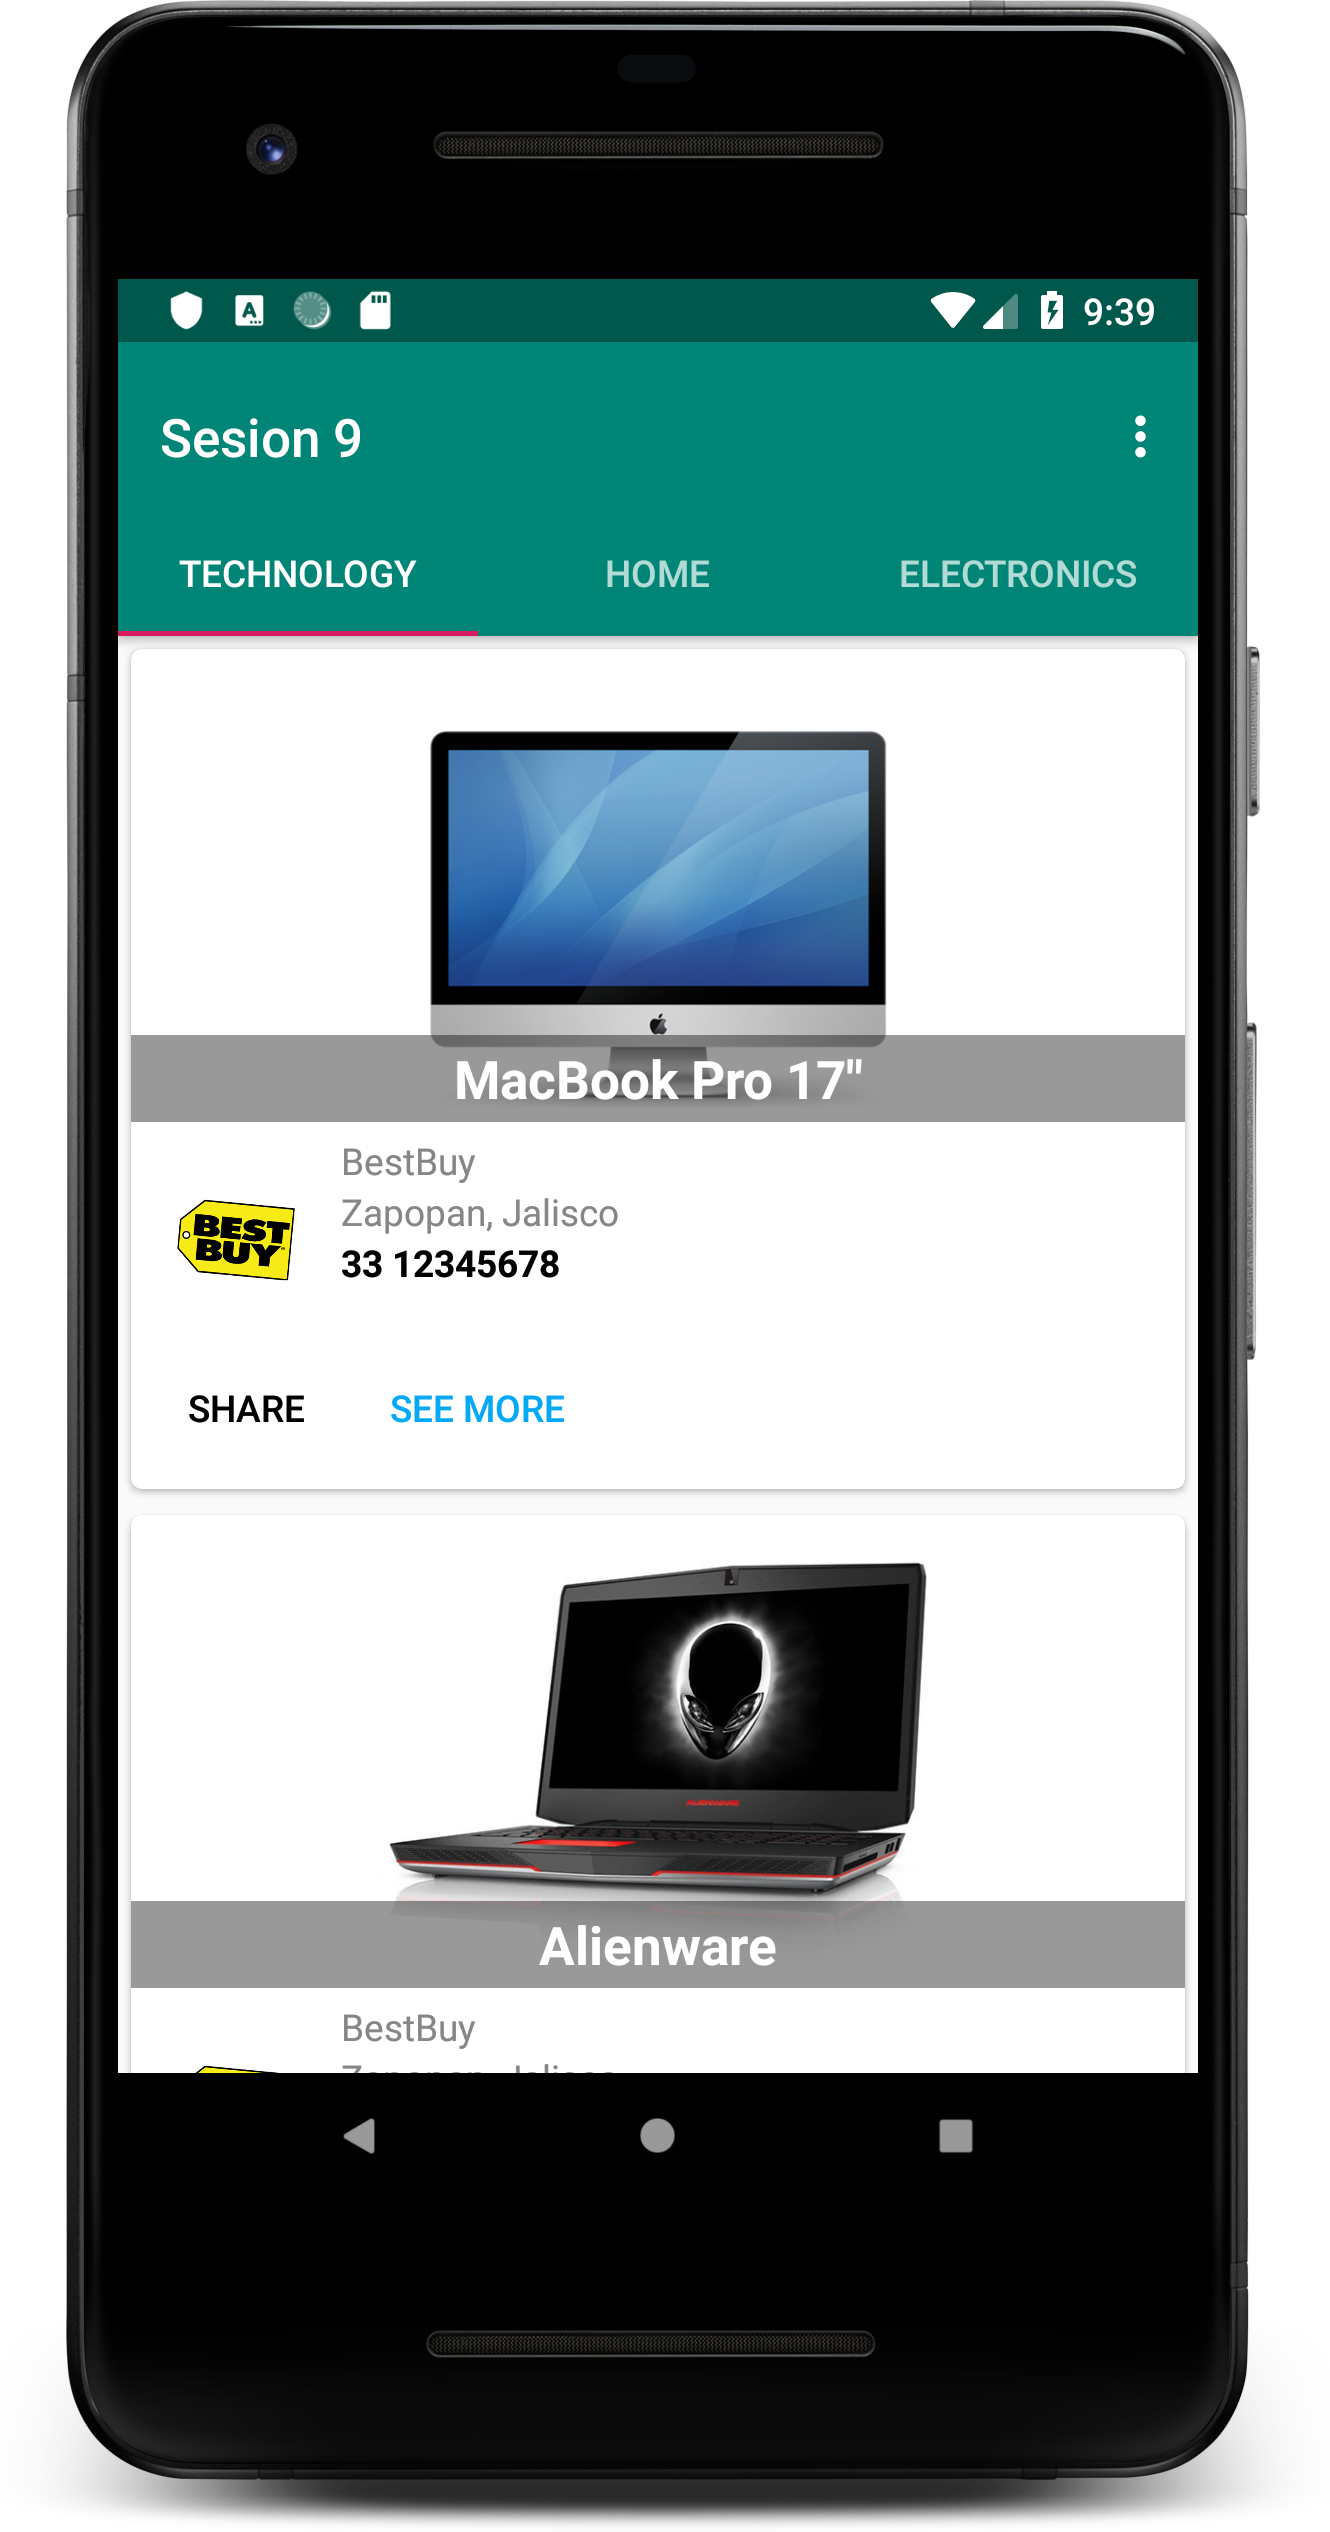 A
9:39
Sesion 9
TECHNOLOGY
HOME
ELECTRONICS
MacBook Pro 17"
BestBuy
Zapopan, Jalisco
33 12345678
BEST
BUY
SHARE
SEE MORE
ALIENWARE
Alienware
BestBuy